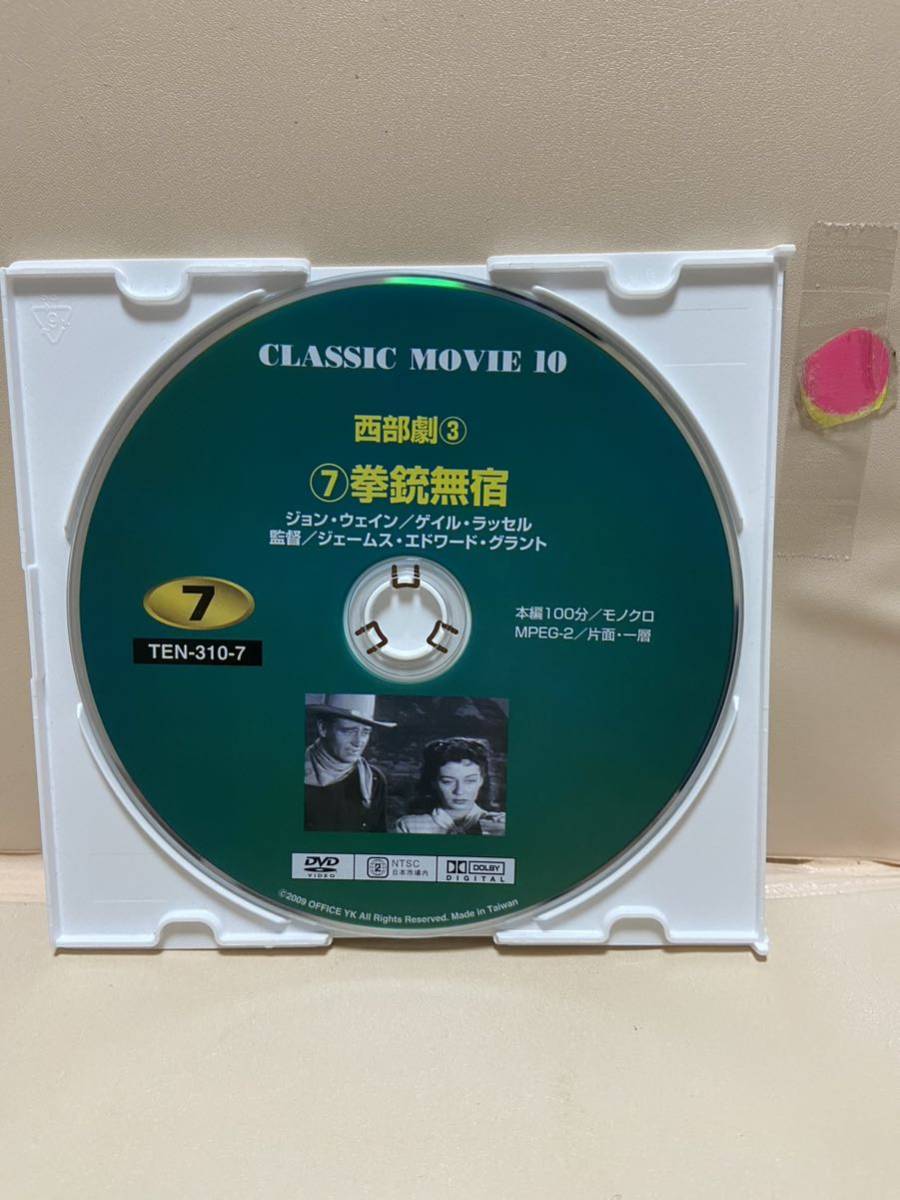 CLASSIC MOVIE 10
西部劇③
⑦拳銃無宿
ジョン・ウェイン/ゲイル・ラッセル
監督/ジェームス・エドワード・グラント
7
TEN-310-7
本編100分/モノクロ
MPEG-2/片面・一層
DVD
VIDEO
2
NTSC
日本市場内
DOLBY
DIGITAL
©2009 OFFICE YK All Rights Reserved. Made in Taiwan